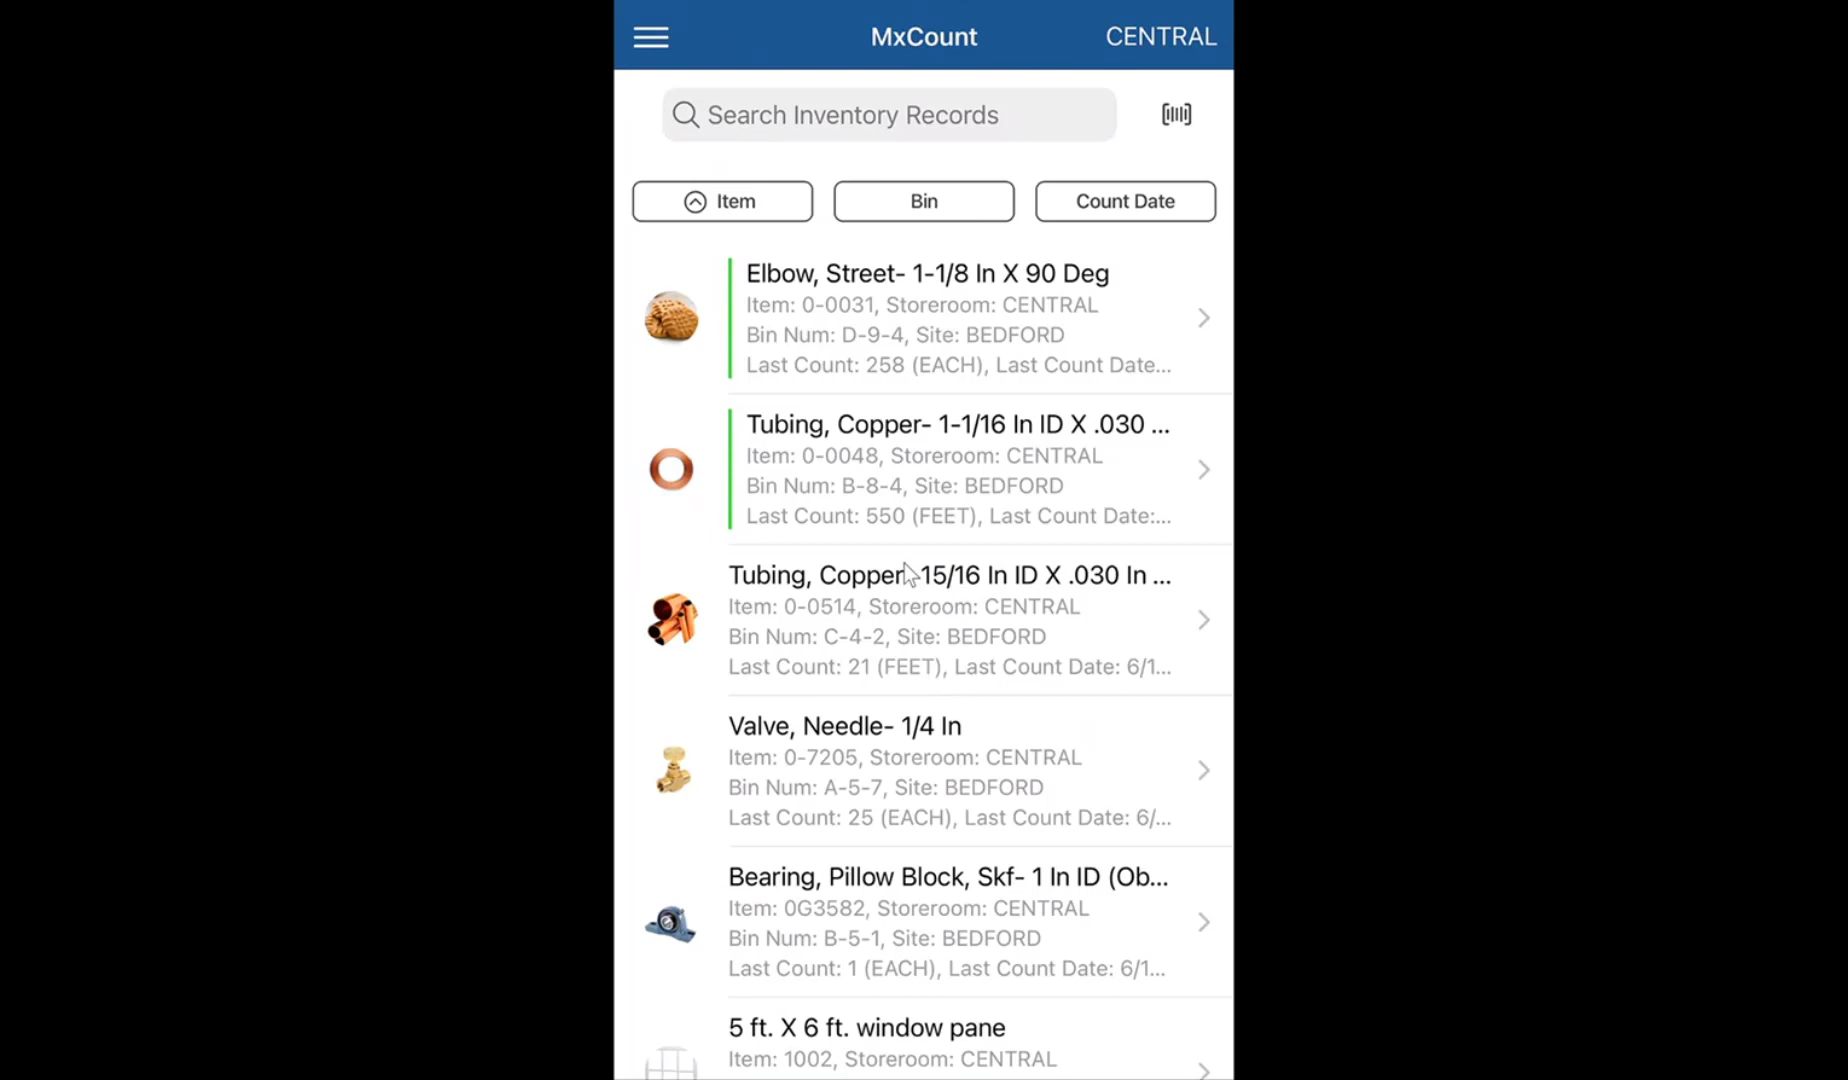 MxCount
CENTRAL
Search Inventory Records
Item
Bin
Count Date
Elbow, Street- 1-1/8 In X 90 Deg
Item: 0-0031, Storeroom: CENTRAL
Bin Num: D-9-4, Site: BEDFORD
Last Count: 258 (EACH), Last Count Date...
Tubing, Copper- 1-1/16 In ID X .030 ...
Item: 0-0048, Storeroom: CENTRAL
Bin Num: B-8-4, Site: BEDFORD
Last Count: 550 (FEET), Last Count Date:...
Tubing, Copper- 15/16 In ID X .030 In ...
Item: 0-0514, Storeroom: CENTRAL
Bin Num: C-4-2, Site: BEDFORD
Last Count: 21 (FEET), Last Count Date: 6/1...
Valve, Needle- 1/4 In
Item: 0-7205, Storeroom: CENTRAL
Bin Num: A-5-7, Site: BEDFORD
Last Count: 25 (EACH), Last Count Date: 6/...
Bearing, Pillow Block, Skf- 1 In ID (Ob...
Item: 0G3582, Storeroom: CENTRAL
Bin Num: B-5-1, Site: BEDFORD
Last Count: 1 (EACH), Last Count Date: 6/1...
5 ft. X 6 ft. window pane
Item: 1002, Storeroom: CENTRAL